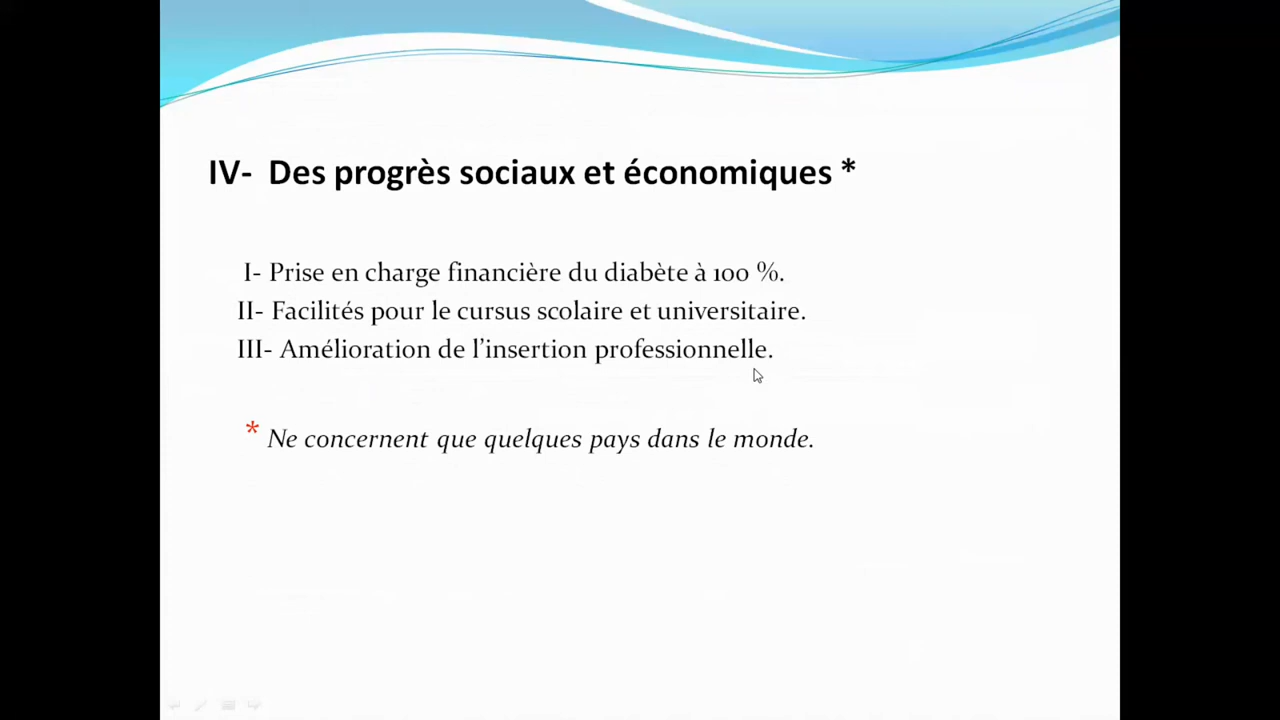 IV- Des progrès sociaux et économiques *
I- Prise en charge financière du diabète à 100 %.
II- Facilités pour le cursus scolaire et universitaire.
III- Amélioration de l’insertion professionnelle.
* Ne concernent que quelques pays dans le monde.